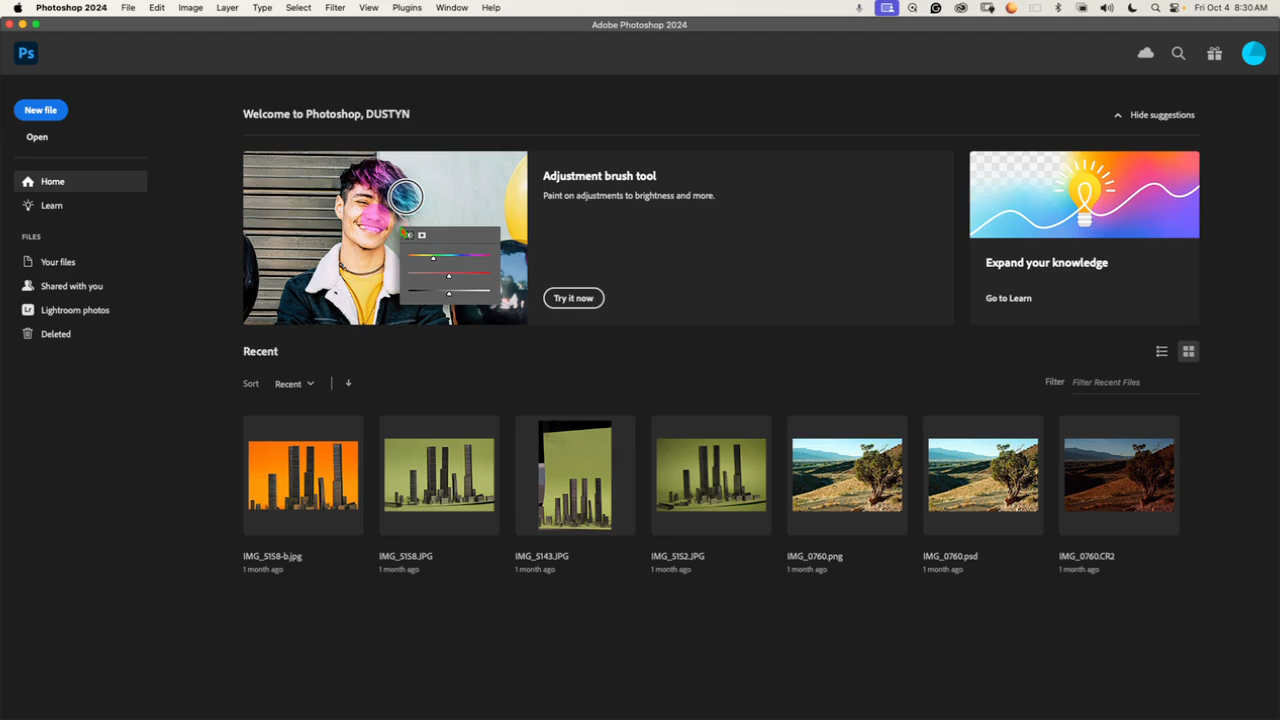 Photoshop 2024 File Edit Image Layer Type Select Filter View Plugins Window Help Fri Oct 4 8:30 AM
Adobe Photoshop 2024
Ps
New file
Open
Home
Learn
FILES
Your files
Shared with you
Lr Lightroom photos
Deleted
Welcome to Photoshop, DUSTYN
Hide suggestions
Adjustment brush tool
Paint on adjustments to brightness and more.
Try it now
Expand your knowledge
Go to Learn
Recent
Sort Recent
Filter Filter Recent Files
IMG_5158-b.jpg
1 month ago
IMG_5158.JPG
1 month ago
IMG_5143.JPG
1 month ago
IMG_5152.JPG
1 month ago
IMG_0760.png
1 month ago
IMG_0760.psd
1 month ago
IMG_0760.CR2
1 month ago